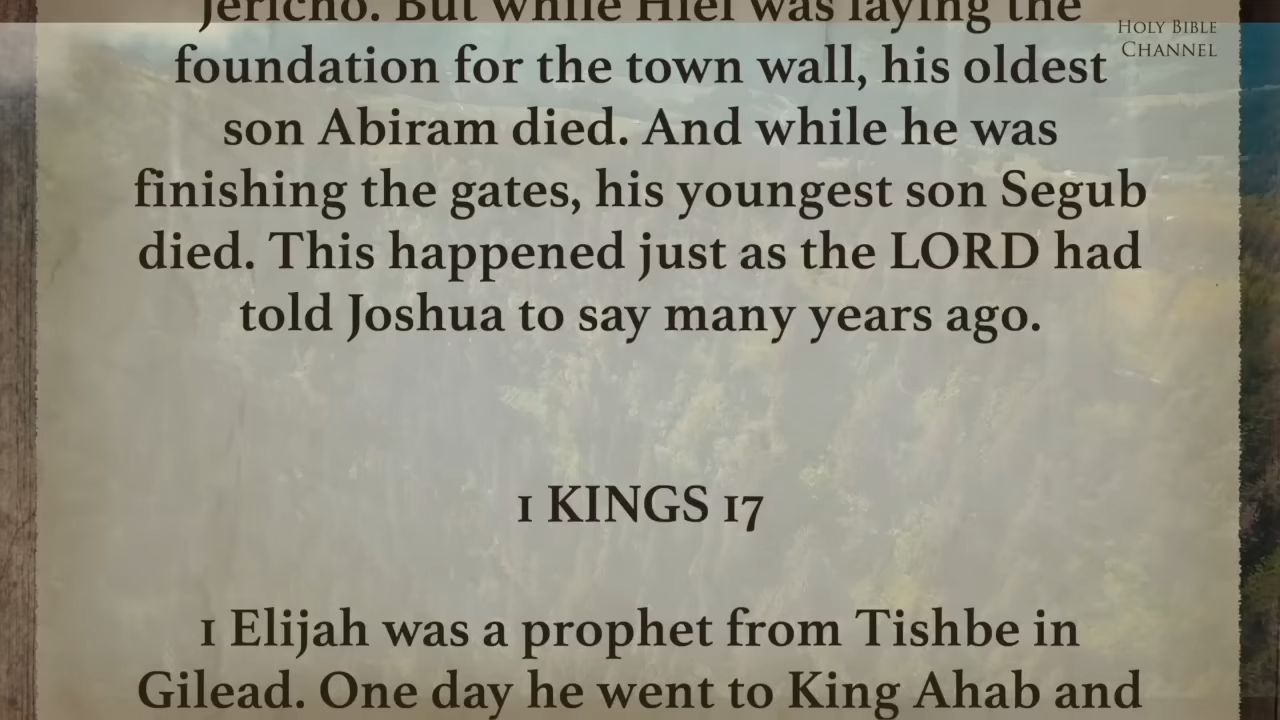 Jericho. But while Hiel was laying the
HOLY BIBLE
CHANNEL
foundation for the town wall, his oldest
son Abiram died. And while he was
finishing the gates, his youngest son Segub
died. This happened just as the LORD had
told Joshua to say many years ago.
1 KINGS 17
1 Elijah was a prophet from Tishbe in
Gilead. One day he went to King Ahab and